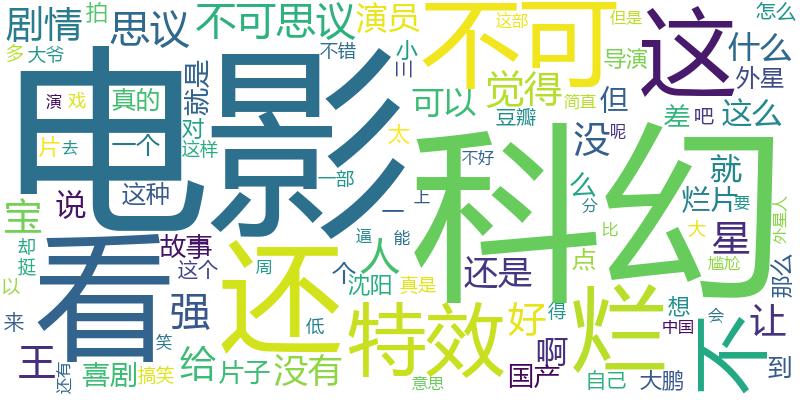 剧情
拍
思议
不可思议
演员
不可
这部
这
但是
怎么
多
大爷
不错
小
三
导演
什么
电影
就是
觉得
外星
演
戏
真的
可以
豆瓣
简直
但
差
吧
这么
片
去
一个
对
这样
太
科幻
没
呢
不好
就
烂片
要
宝
说
这种
一部
一
上
么
分
比
大
星
外星人
看
却
挺
故事
这个
还
逼
能
人
还是
点
尴尬
那么
以
周
个
沈阳
真是
来
强
笑
低
特效
好
得
烂
想
中国
会
不
让
王
还有
喜剧
搞笑
给
片子
没有
意思
啊
国产
自己
大鹏
到